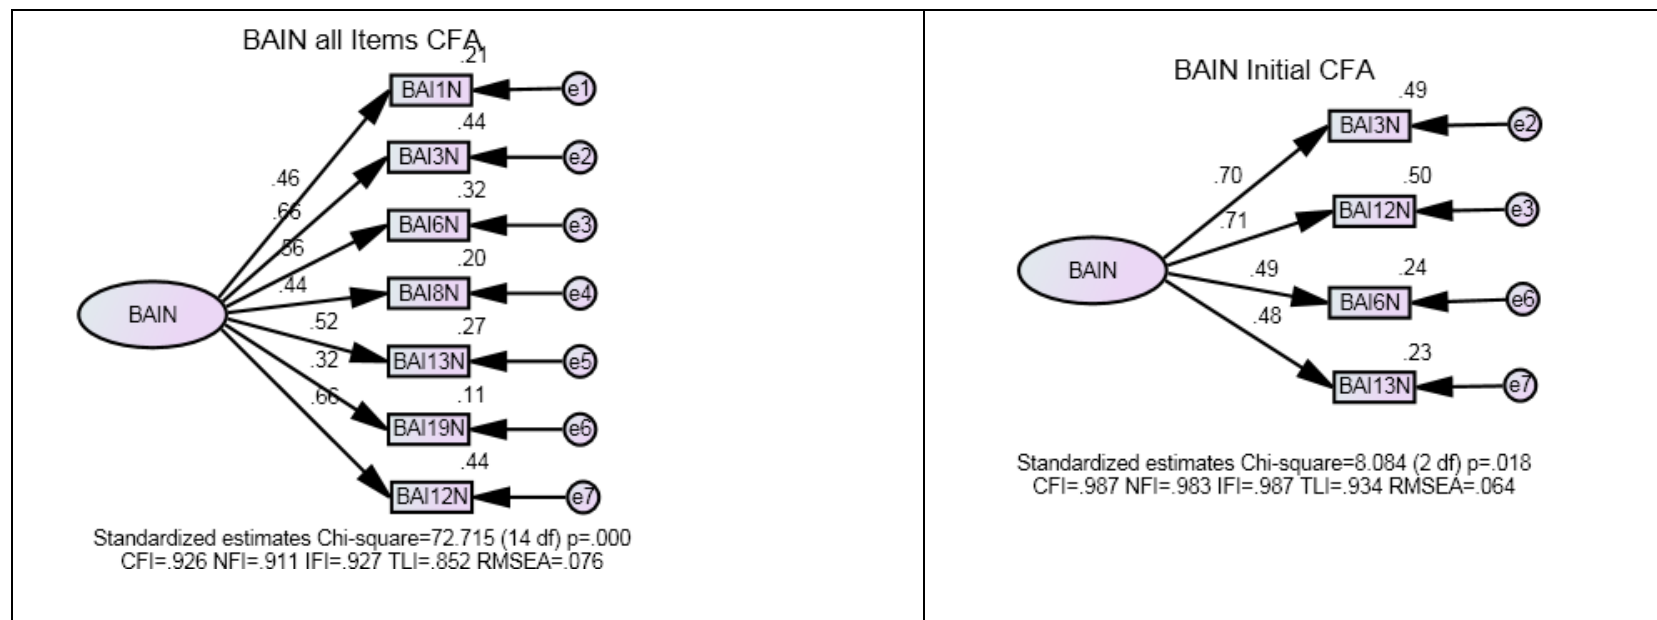 BAIN all Items CFA
.21
BAI1N
e1
.44
BAI3N
e2
.46
.32
.66
BAI6N
e3
.56
.20
.44
BAI8N
e4
BAIN
.52
.27
.32
BAI13N
e5
.66
.11
BAI19N
e6
.44
BAI12N
e7
Standardized estimates Chi-square=72.715 (14 df) p=.000
CFI=.926 NFI=.911 IFI=.927 TLI=.852 RMSEA=.076
BAIN Initial CFA
.49
BAI3N
e2
.70
.50
.71
BAI12N
e3
BAIN
.49
.24
BAI6N
e6
.48
.23
BAI13N
e7
Standardized estimates Chi-square=8.084 (2 df) p=.018
CFI=.987 NFI=.983 IFI=.987 TLI=.934 RMSEA=.064